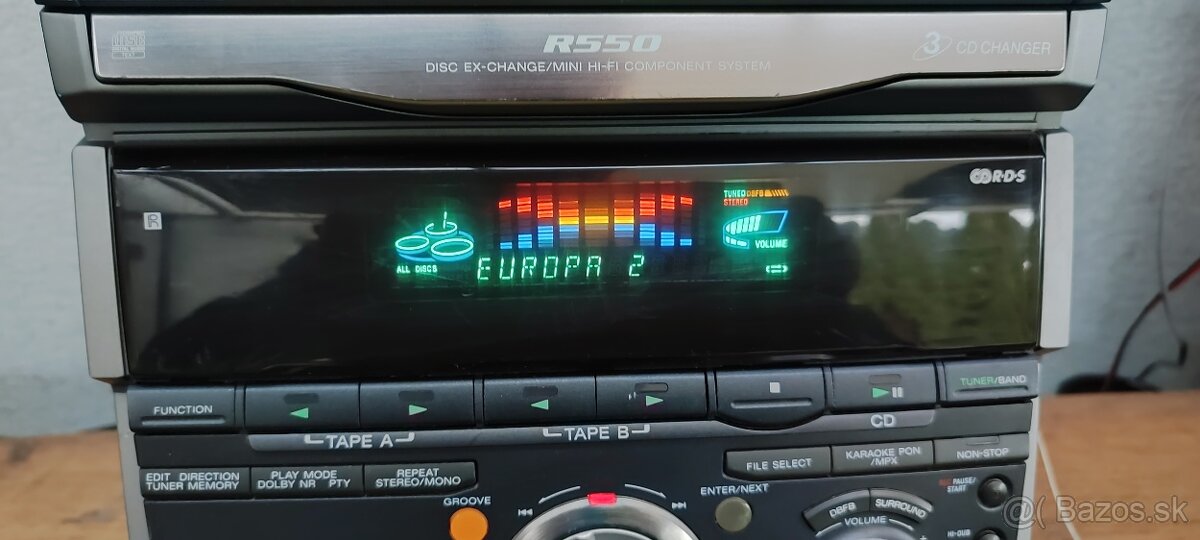 R550
DISC EX-CHANGE/MINI HI-FI COMPONENT SYSTEM
3 CD CHANGER
R·D·S
TUNED DBFB
STEREO
VOLUME
ALL DISCS
EUROPA 2
FUNCTION
TUNER/BAND
TAPE A
TAPE B
CD
EDIT DIRECTION
TUNER MEMORY
PLAY MODE
DOLBY NR PTY
REPEAT
STEREO/MONO
FILE SELECT
KARAOKE PON
/MPX
NON-STOP
GROOVE
ENTER/NEXT
DBFB
SURROUND
VOLUME
REC PAUSE/
START
HI-DUB
@( Bazos.sk